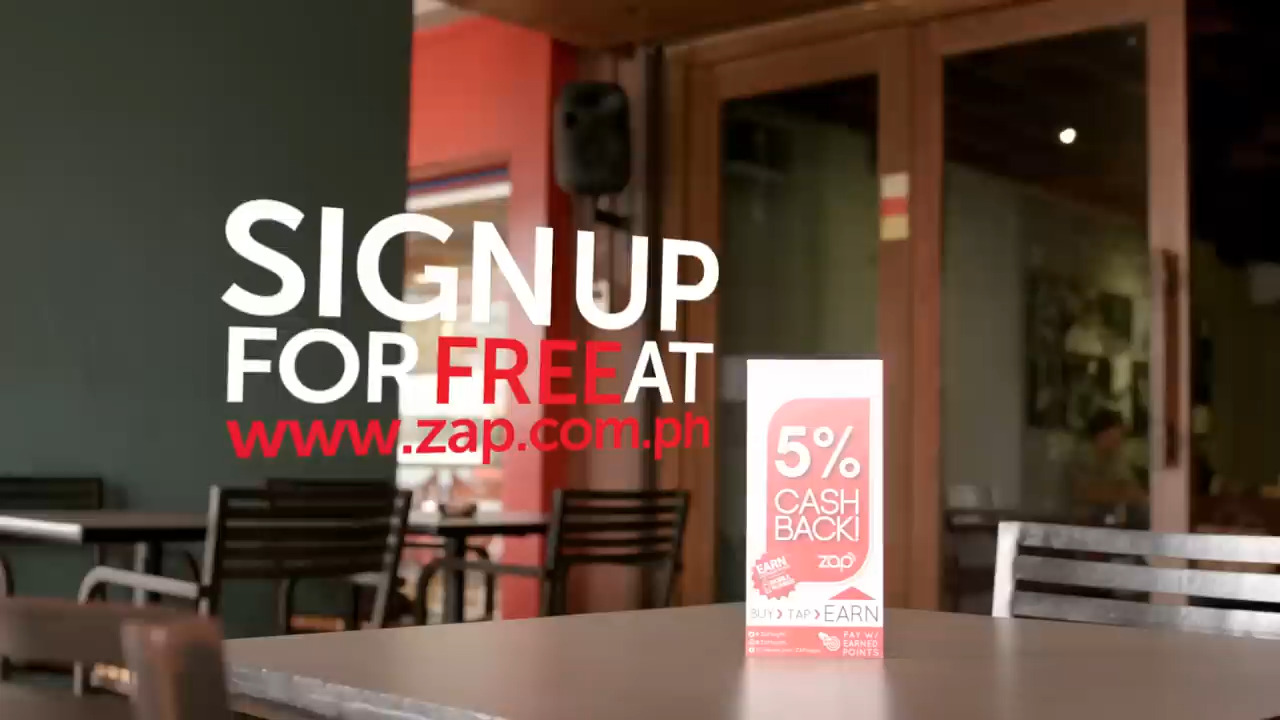 SIGN UP
FOR FREE AT
www.zap.com.ph
5%
CASH
BACK!
zap
EARN
BUY > TAP > EARN
PAY W/
EARNED
POINTS